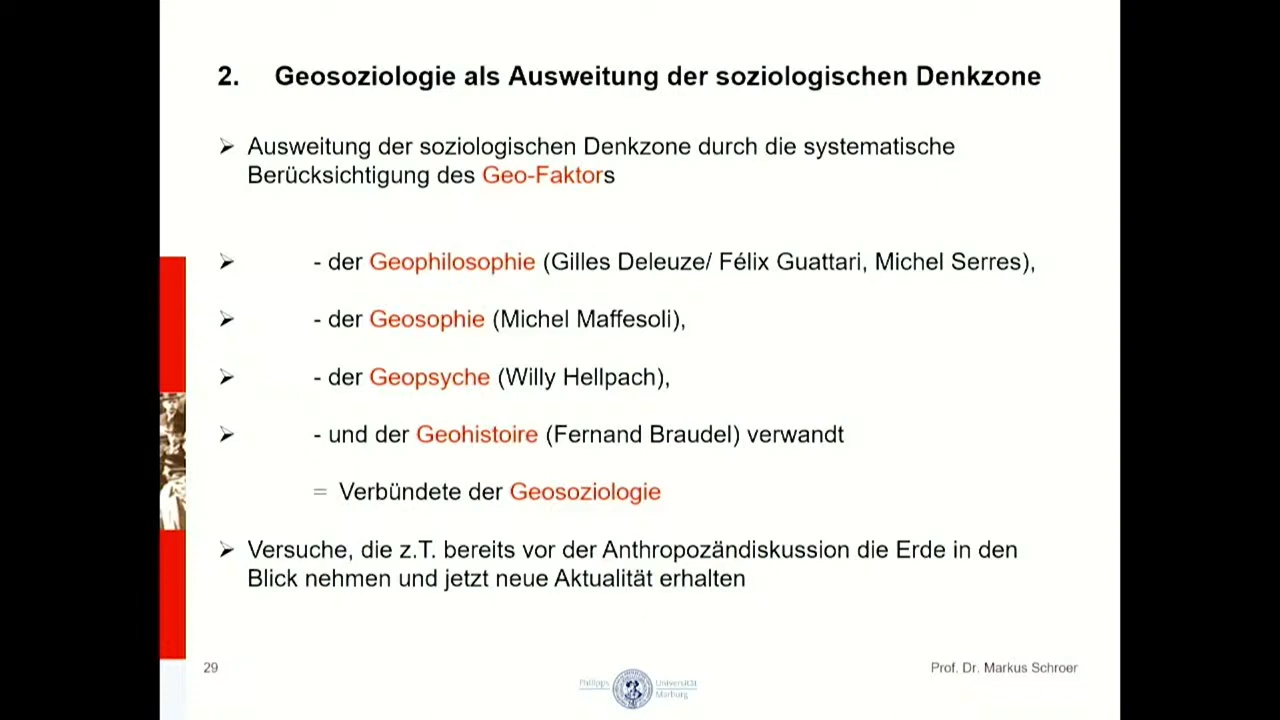 2. Geosoziologie als Ausweitung der soziologischen Denkzone
➢ Ausweitung der soziologischen Denkzone durch die systematische
Berücksichtigung des Geo-Faktors
➢ - der Geophilosophie (Gilles Deleuze/ Félix Guattari, Michel Serres),
➢ - der Geosophie (Michel Maffesoli),
➢ - der Geopsyche (Willy Hellpach),
➢ - und der Geohistoire (Fernand Braudel) verwandt
= Verbündete der Geosoziologie
➢ Versuche, die z.T. bereits vor der Anthropozändiskussion die Erde in den
Blick nehmen und jetzt neue Aktualität erhalten
29
Prof. Dr. Markus Schroer
Philipps Universität
Marburg